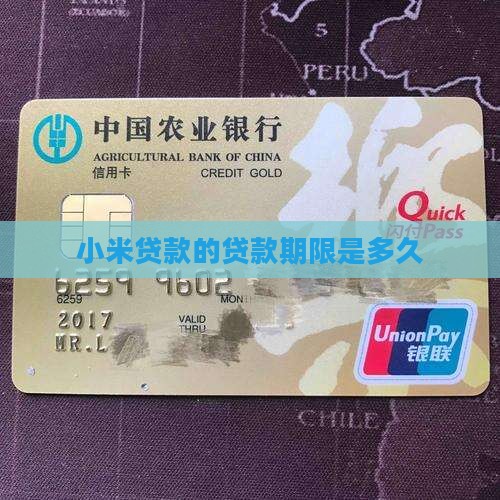 PERU
中国农业银行
AGRICULTURAL BANK OF CHINA
信用卡 CREDIT GOLD
Quick
闪付Pass
小米贷款的贷款期限是多久
6259 9602
6259 MON
2017 VALID THRU
MR.L
UnionPay
银联
CHILE